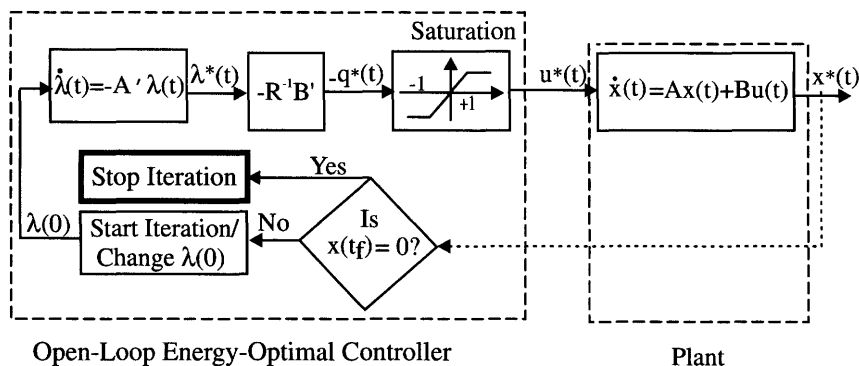 Saturation
λ̇(t)=-A′ λ(t)
λ*(t)
-R⁻¹B'
-q*(t)
-1
+1
u*(t)
ẋ(t)=Ax(t)+Bu(t)
x*(t)
Stop Iteration
Yes
λ(0)
Start Iteration/
Change λ(0)
No
Is
x(tf)= 0?
Open-Loop Energy-Optimal Controller
Plant